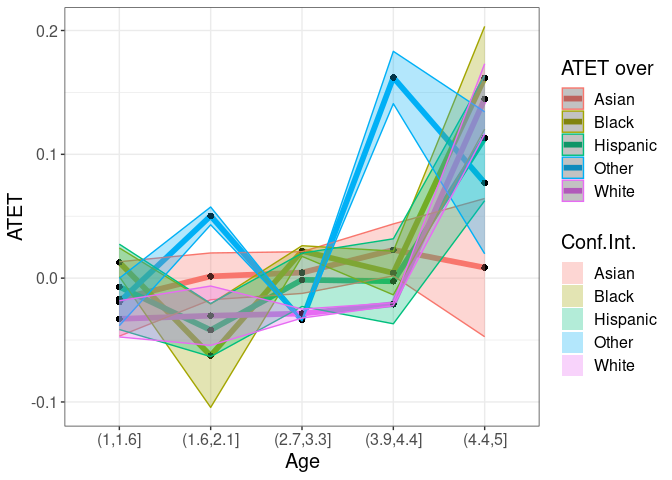 0.2
0.1
0.0
-0.1
ATET
(1,1.6]
(1.6,2.1]
(2.7,3.3]
(3.9,4.4]
(4.4,5]
Age
ATET over
Asian
Black
Hispanic
Other
White
Conf.Int.
Asian
Black
Hispanic
Other
White